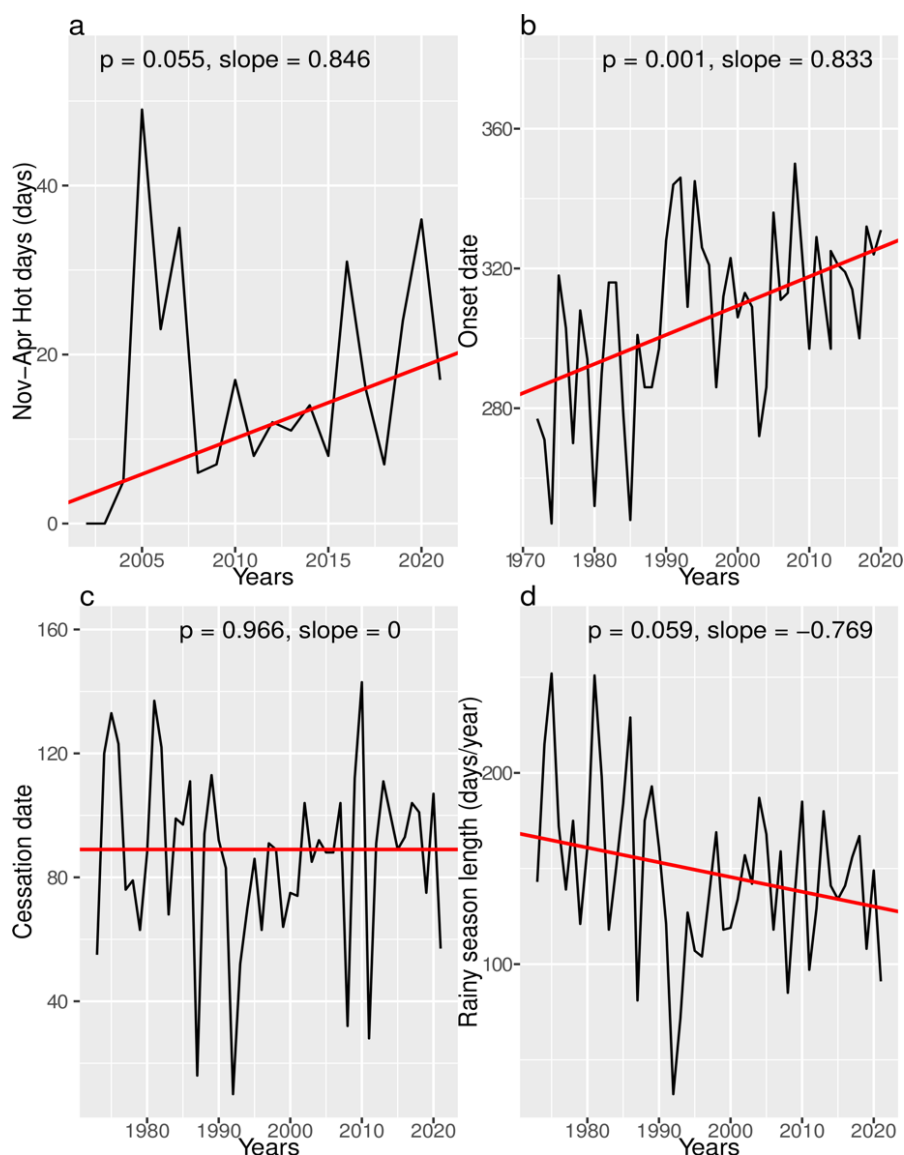 a
p = 0.055, slope = 0.846
Nov−Apr Hot days (days)
40
20
0
2005 2010 2015 2020
Years
b
p = 0.001, slope = 0.833
Onset date
360
320
280
1970 1980 1990 2000 2010 2020
Years
c
p = 0.966, slope = 0
Cessation date
160
120
80
40
1980 1990 2000 2010 2020
Years
d
p = 0.059, slope = −0.769
Rainy season length (days/year)
200
100
1980 1990 2000 2010 2020
Years